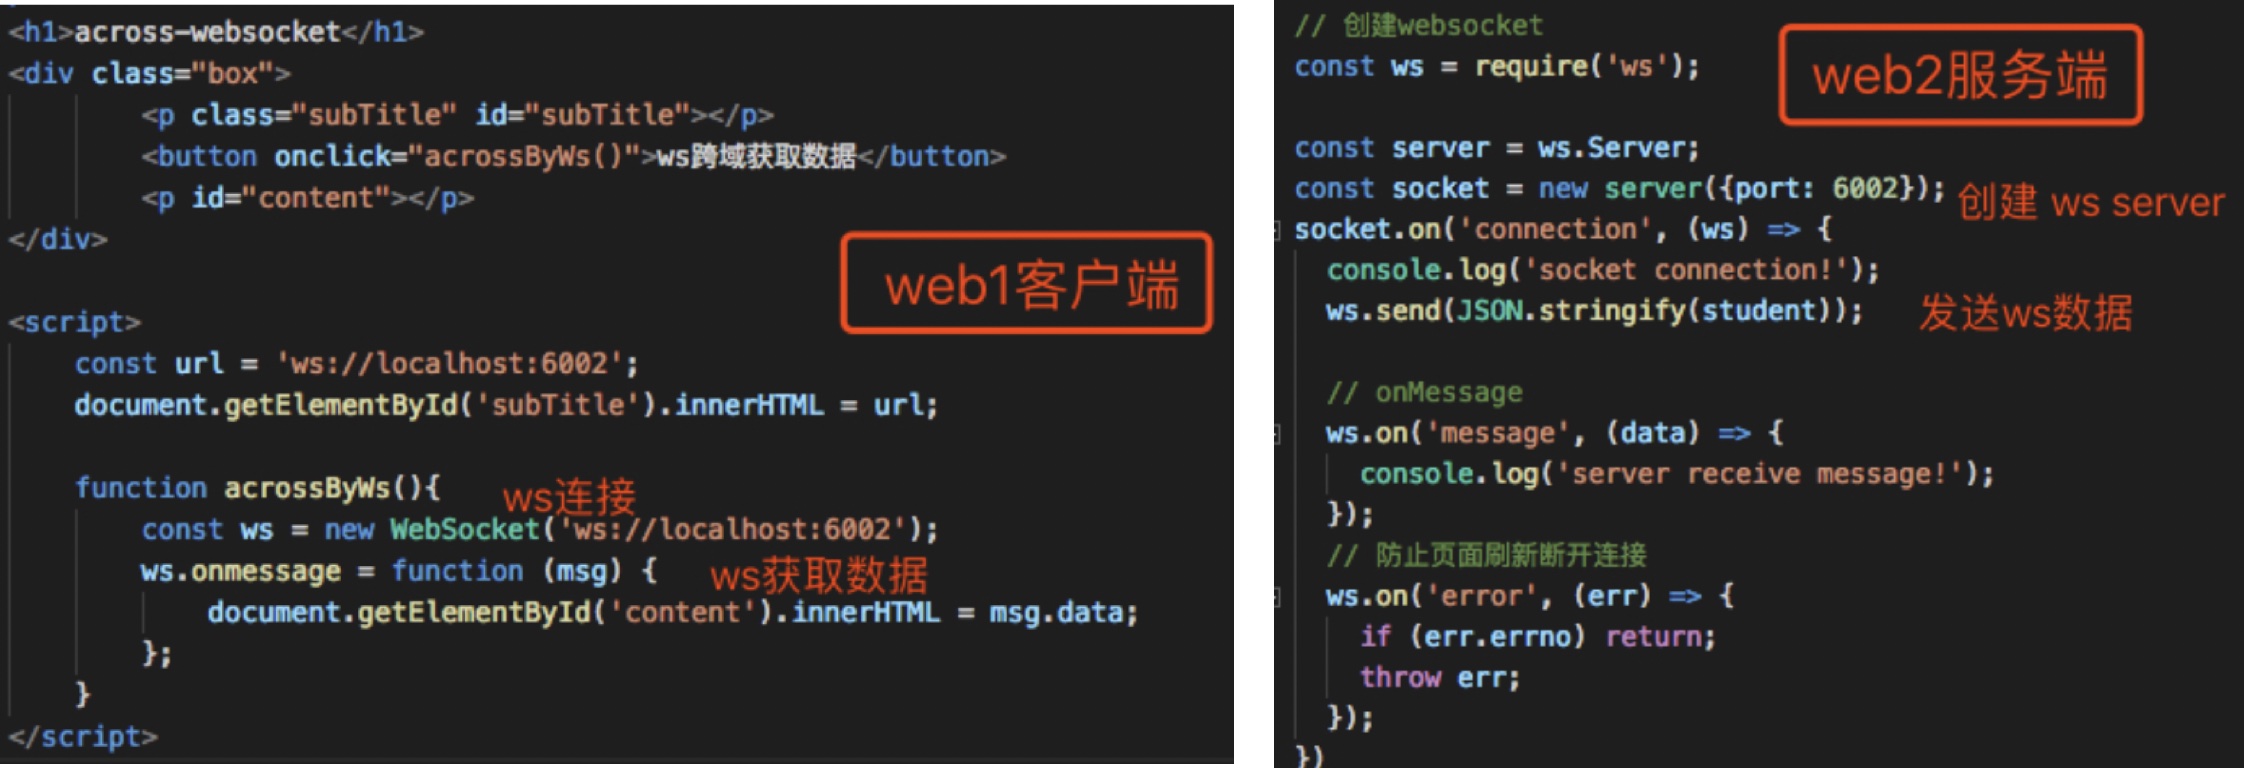 <h1>across-websocket</h1>
<div class="box">
<p class="subTitle" id="subTitle"></p>
<button onclick="acrossByWs()">ws跨域获取数据</button>
<p id="content"></p>
</div>
web1客户端
<script>
const url = 'ws://localhost:6002';
document.getElementById('subTitle').innerHTML = url;
function acrossByWs(){
ws连接
const ws = new WebSocket('ws://localhost:6002');
ws.onmessage = function (msg) {
ws获取数据
document.getElementById('content').innerHTML = msg.data;
};
}
</script>
// 创建websocket
const ws = require('ws');
web2服务端
const server = ws.Server;
const socket = new server({port: 6002});
创建 ws server
socket.on('connection', (ws) => {
console.log('socket connection!');
ws.send(JSON.stringify(student));
发送ws数据
// onMessage
ws.on('message', (data) => {
console.log('server receive message!');
});
// 防止页面刷新断开连接
ws.on('error', (err) => {
if (err.errno) return;
throw err;
});
})